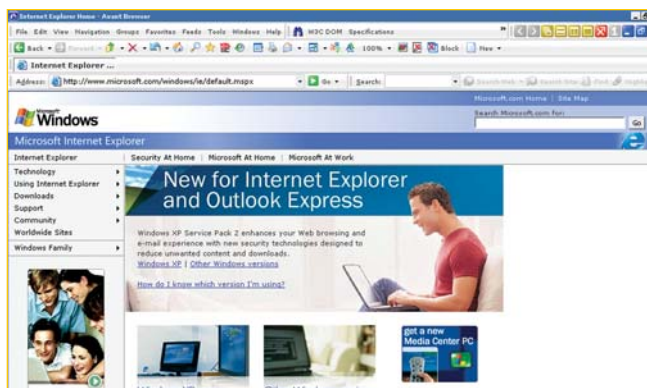 Internet Explorer Home - Avant Browser
File Edit View Navigation Groups Favorites Feeds Tools Windows Help W3C DOM Specifications
Back Forward 100% Block New
Internet Explorer ...
Address: http://www.microsoft.com/windows/ie/default.mspx Go Search:
Microsoft.com Home | Site Map
Microsoft
Windows
Search Microsoft.com for:
Go
Microsoft Internet Explorer
Internet Explorer Security At Home | Microsoft At Home | Microsoft At Work
Technology
Using Internet Explorer
Downloads
Support
Community
Worldwide Sites
Windows Family
New for Internet Explorer
and Outlook Express
Windows XP Service Pack 2 enhances your Web browsing and
e-mail experience with new security technologies designed to
reduce unwanted content and downloads.
Windows XP | Other Windows versions
How do I know which version I'm using?
get a new
Media Center PC